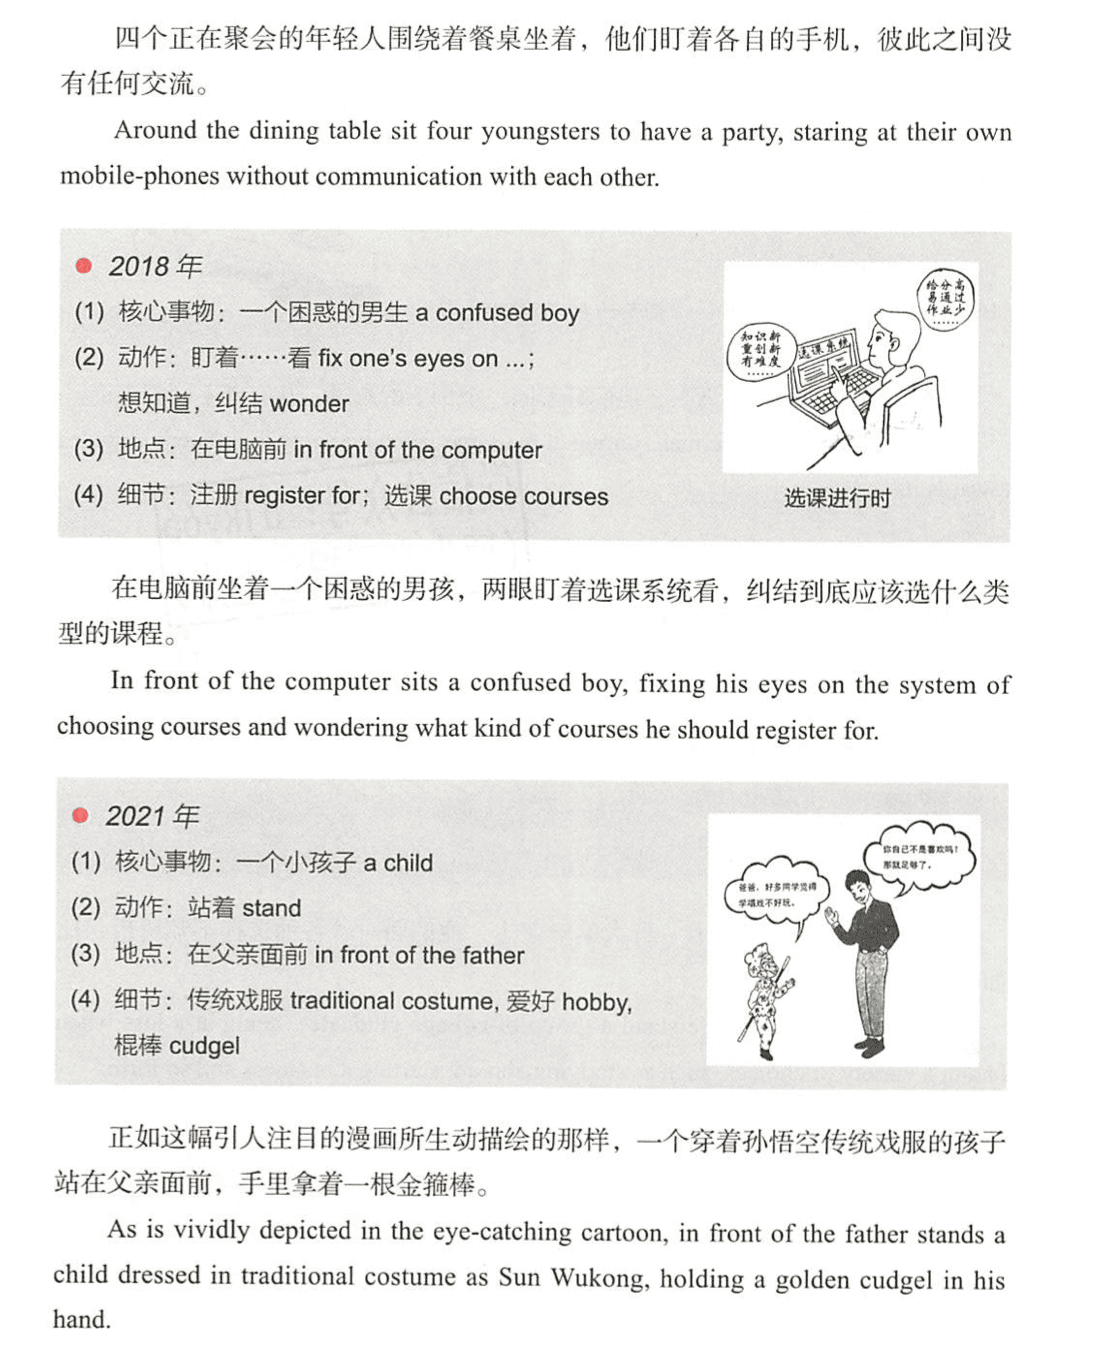 四个正在聚会的年轻人围绕着餐桌坐着，他们盯着各自的手机，彼此之间没
有任何交流。
Around the dining table sit four youngsters to have a party, staring at their own
mobile-phones without communication with each other.
2018 年
(1) 核心事物：一个困惑的男生 a confused boy
(2) 动作：盯着……看 fix one's eyes on ...；
想知道，纠结 wonder
(3) 地点：在电脑前 in front of the computer
(4) 细节：注册 register for；选课 choose courses
给分高
易通过
作业少
……
知识新
重创新
有难度
……
选课系统
选课进行时
在电脑前坐着一个困惑的男孩，两眼盯着选课系统看，纠结到底应该选什么类
型的课程。
In front of the computer sits a confused boy, fixing his eyes on the system of
choosing courses and wondering what kind of courses he should register for.
2021 年
(1) 核心事物：一个小孩子 a child
(2) 动作：站着 stand
(3) 地点：在父亲面前 in front of the father
(4) 细节：传统戏服 traditional costume, 爱好 hobby,
棍棒 cudgel
你自己不是喜欢吗！
那就足够了。
爸爸，好多同学觉得
学唱戏不好玩。
正如这幅引人注目的漫画所生动描绘的那样，一个穿着孙悟空传统戏服的孩子
站在父亲面前，手里拿着一根金箍棒。
As is vividly depicted in the eye-catching cartoon, in front of the father stands a
child dressed in traditional costume as Sun Wukong, holding a golden cudgel in his
hand.